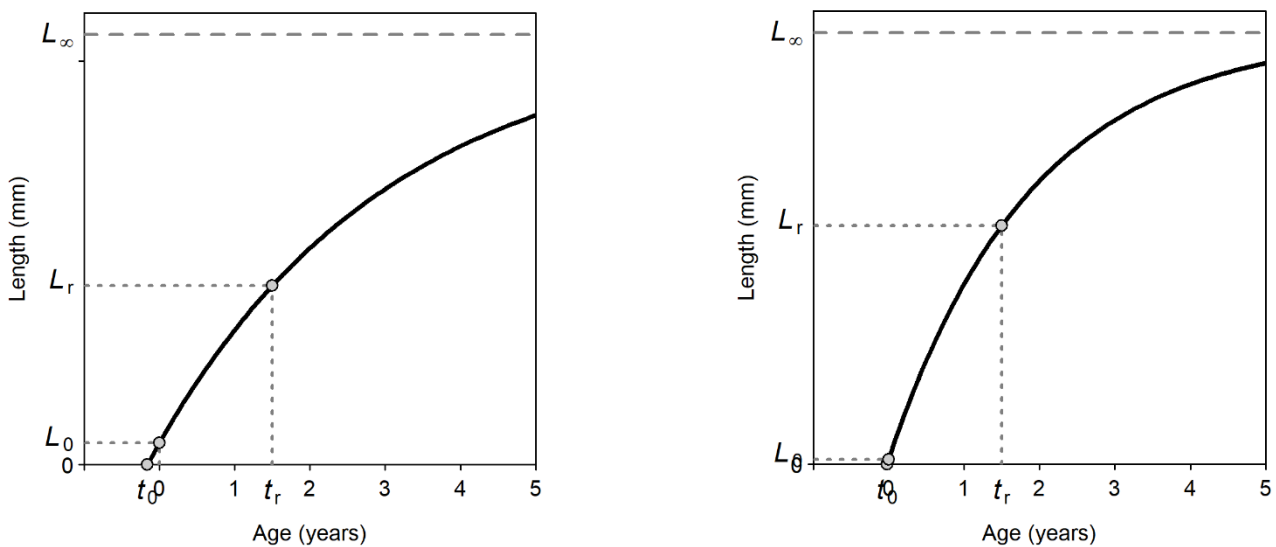 L∞
Length (mm)
Lr
L0
0
t0 0 1 tr 2 3 4 5
Age (years)
L∞
Length (mm)
Lr
L0
0
t0 0 1 tr 2 3 4 5
Age (years)